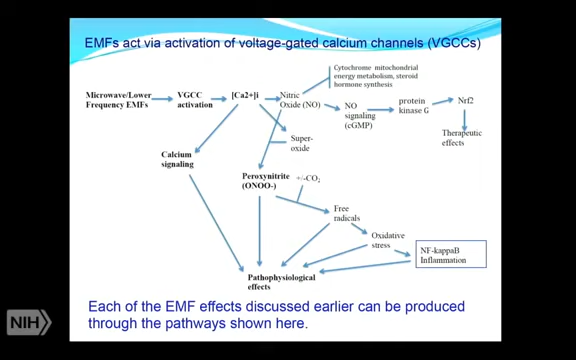 EMFs act via activation of voltage-gated calcium channels (VGCCs)
Cytochrome mitochondrial
energy metabolism, steroid
hormone synthesis
Microwave/Lower
Frequency EMFs
VGCC
activation
[Ca2+]i
Nitric
Oxide (NO)
NO
signaling
(cGMP)
protein
kinase G
Nrf2
Therapeutic
effects
Super-
oxide
Calcium
signaling
Peroxynitrite
(ONOO-)
+/-CO2
Free
radicals
Oxidative
stress
NF-kappaB
Inflammation
Pathophysiological
effects
Each of the EMF effects discussed earlier can be produced
through the pathways shown here.
NIH